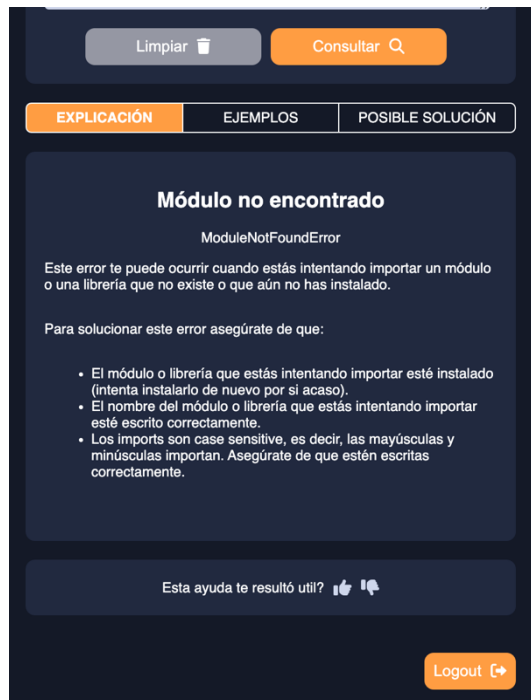 Limpiar
Consultar
EXPLICACIÓN
EJEMPLOS
POSIBLE SOLUCIÓN
Módulo no encontrado
ModuleNotFoundError
Este error te puede ocurrir cuando estás intentando importar un módulo
o una librería que no existe o que aún no has instalado.
Para solucionar este error asegúrate de que:
• El módulo o librería que estás intentando importar esté instalado
(intenta instalarlo de nuevo por si acaso).
• El nombre del módulo o librería que estás intentando importar
esté escrito correctamente.
• Los imports son case sensitive, es decir, las mayúsculas y
minúsculas importan. Asegúrate de que estén escritas
correctamente.
Esta ayuda te resultó util?
Logout